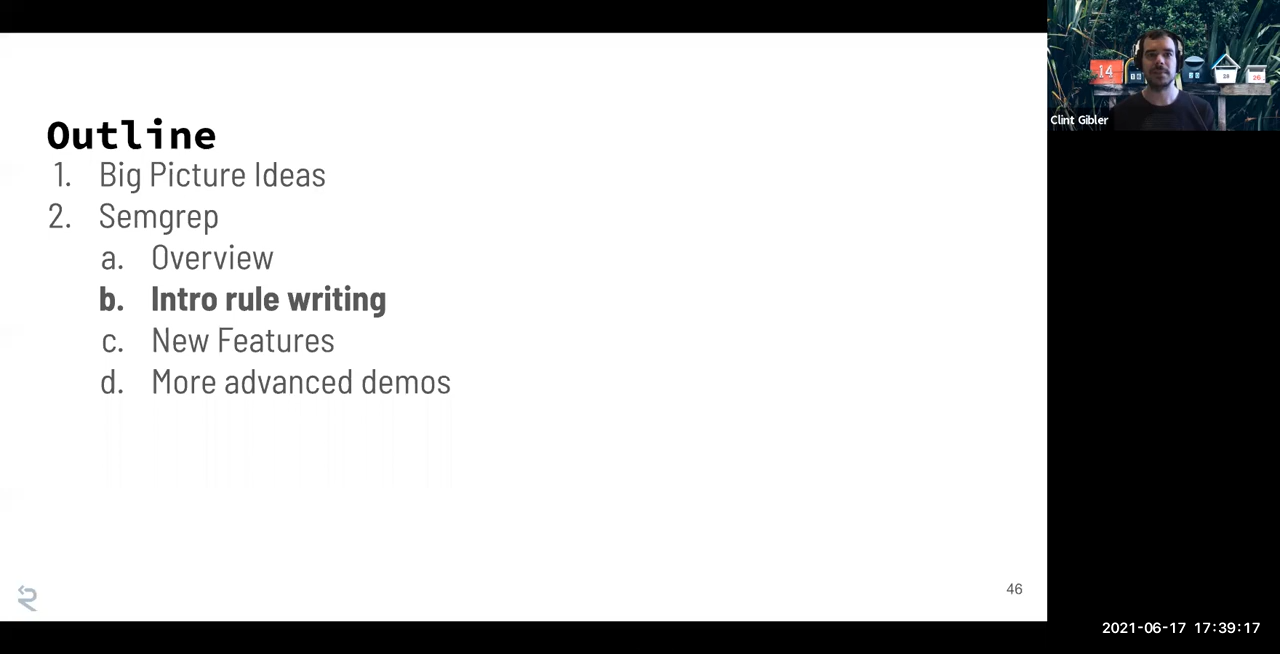 Outline
1. Big Picture Ideas
2. Semgrep
a. Overview
b. Intro rule writing
c. New Features
d. More advanced demos
46
14
Clint Gibler
2021-06-17 17:39:17